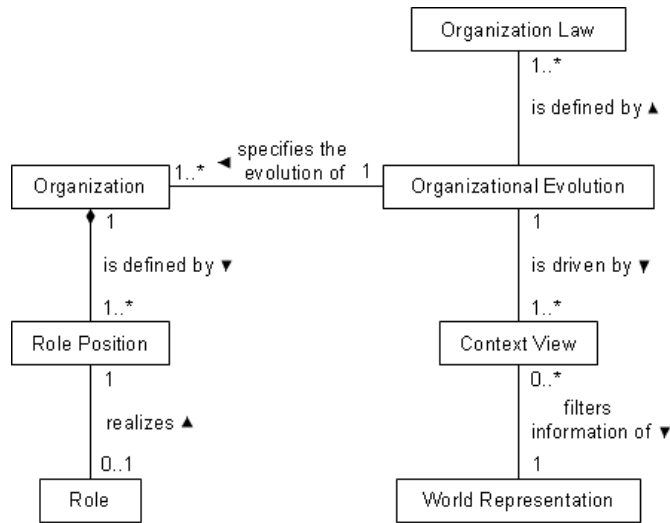 Organization Law
1..*
is defined by ▲
specifies the
1..* ◄ evolution of 1
Organization
Organizational Evolution
1
1
is defined by ▼
is driven by ▼
1..*
1..*
Role Position
Context View
1
0..*
realizes ▲
filters
information of ▼
0..1
1
Role
World Representation